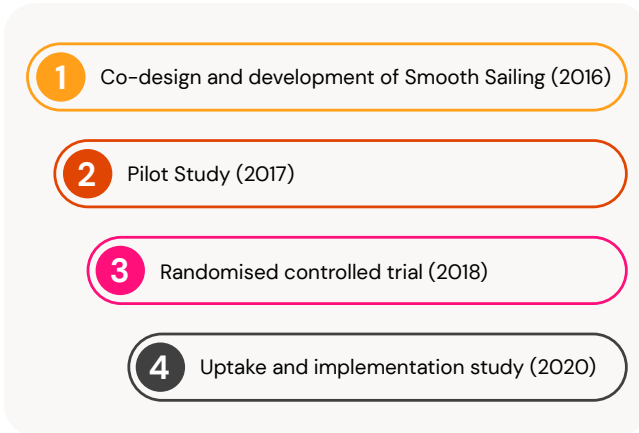 1 Co-design and development of Smooth Sailing (2016)
2 Pilot Study (2017)
3 Randomised controlled trial (2018)
4 Uptake and implementation study (2020)